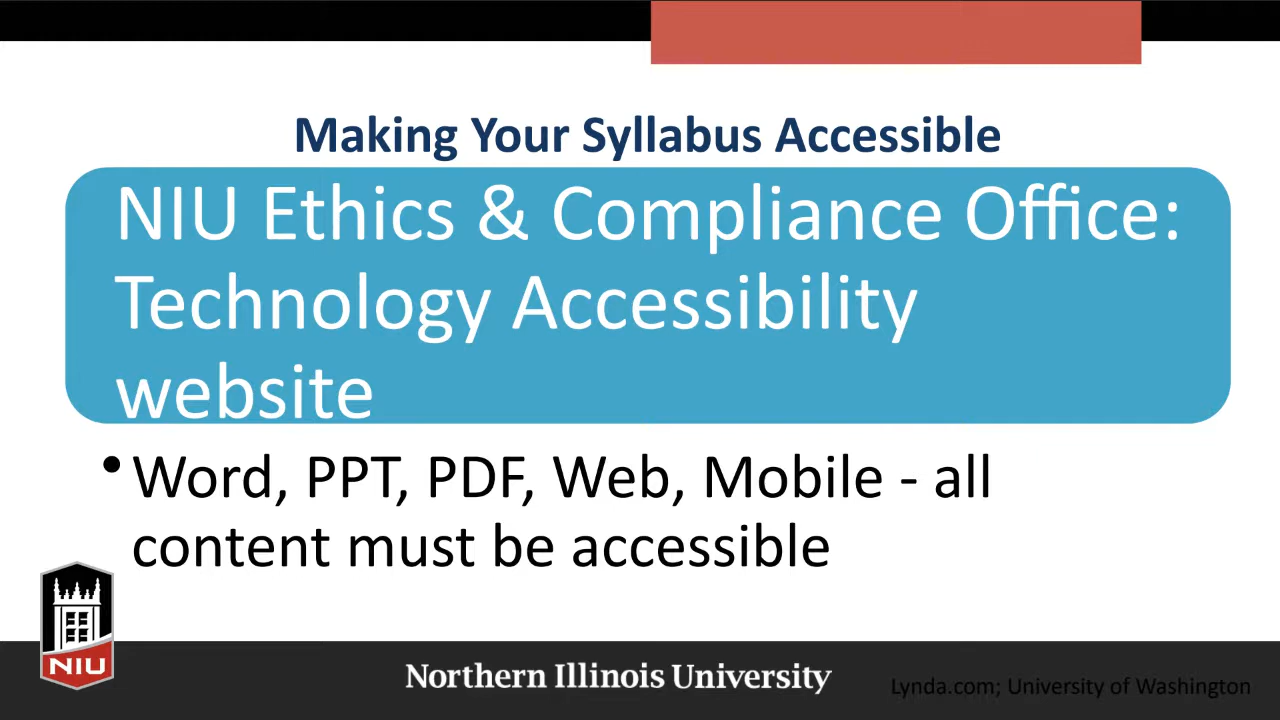 Making Your Syllabus Accessible
NIU Ethics & Compliance Office:
Technology Accessibility
website
• Word, PPT, PDF, Web, Mobile - all
content must be accessible
NIU
Northern Illinois University
Lynda.com; University of Washington